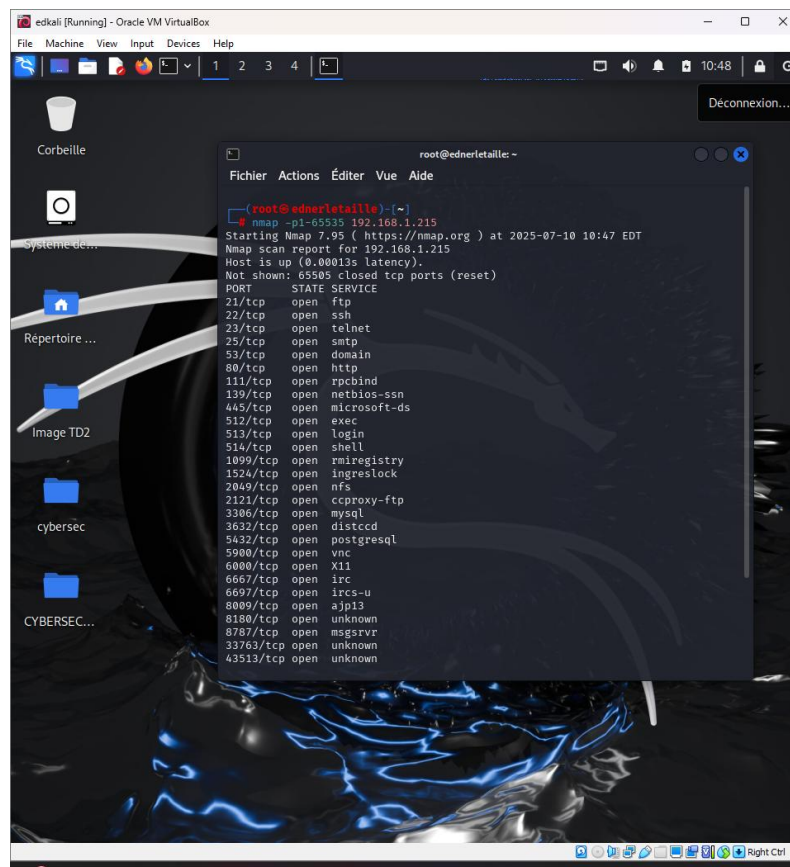 edkali [Running] - Oracle VM VirtualBox
File Machine View Input Devices Help
1 2 3 4 10:48
Déconnexion...
Corbeille
Système de...
Répertoire ...
Image TD2
cybersec
CYBERSEC...
root@ednerletaille: ~
Fichier Actions Éditer Vue Aide
(root㉿ednerletaille)-[~]
# nmap -p1-65535 192.168.1.215
Starting Nmap 7.95 ( https://nmap.org ) at 2025-07-10 10:47 EDT
Nmap scan report for 192.168.1.215
Host is up (0.00013s latency).
Not shown: 65505 closed tcp ports (reset)
PORT STATE SERVICE
21/tcp open ftp
22/tcp open ssh
23/tcp open telnet
25/tcp open smtp
53/tcp open domain
80/tcp open http
111/tcp open rpcbind
139/tcp open netbios-ssn
445/tcp open microsoft-ds
512/tcp open exec
513/tcp open login
514/tcp open shell
1099/tcp open rmiregistry
1524/tcp open ingreslock
2049/tcp open nfs
2121/tcp open ccproxy-ftp
3306/tcp open mysql
3632/tcp open distccd
5432/tcp open postgresql
5900/tcp open vnc
6000/tcp open X11
6667/tcp open irc
6697/tcp open ircs-u
8009/tcp open ajp13
8180/tcp open unknown
8787/tcp open msgsrvr
33763/tcp open unknown
43513/tcp open unknown
Right Ctrl